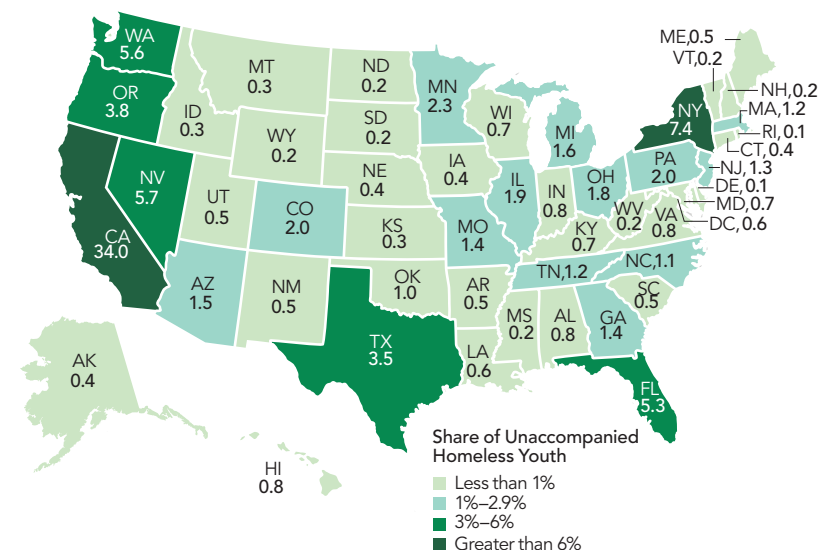 WA
5.6
OR
3.8
CA
34.0
NV
5.7
ID
0.3
MT
0.3
WY
0.2
UT
0.5
CO
2.0
AZ
1.5
NM
0.5
ND
0.2
SD
0.2
NE
0.4
KS
0.3
OK
1.0
TX
3.5
MN
2.3
IA
0.4
MO
1.4
AR
0.5
LA
0.6
WI
0.7
IL
1.9
MI
1.6
IN
0.8
OH
1.8
KY
0.7
TN,1.2
MS
0.2
AL
0.8
GA
1.4
FL
5.3
SC
0.5
NC,1.1
VA
0.8
WV
0.2
PA
2.0
NY
7.4
ME,0.5
VT,0.2
NH,0.2
MA,1.2
RI,0.1
CT,0.4
NJ,1.3
DE,0.1
MD,0.7
DC,0.6
AK
0.4
HI
0.8
Share of Unaccompanied
Homeless Youth
Less than 1%
1%–2.9%
3%–6%
Greater than 6%